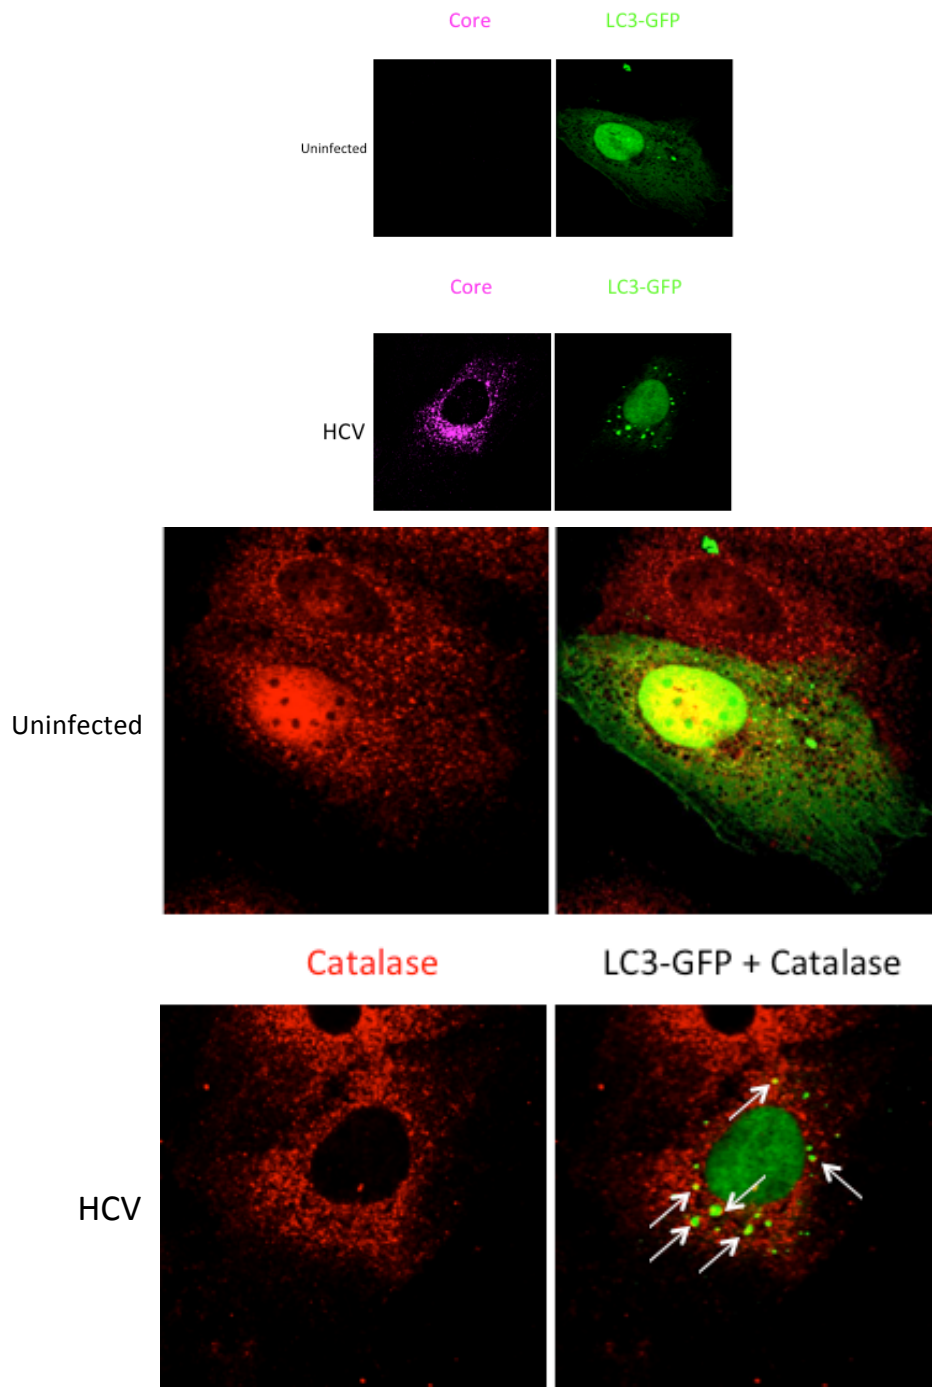 Core LC3-GFP
Uninfected
Core LC3-GFP
HCV
Uninfected
Catalase LC3-GFP + Catalase
HCV